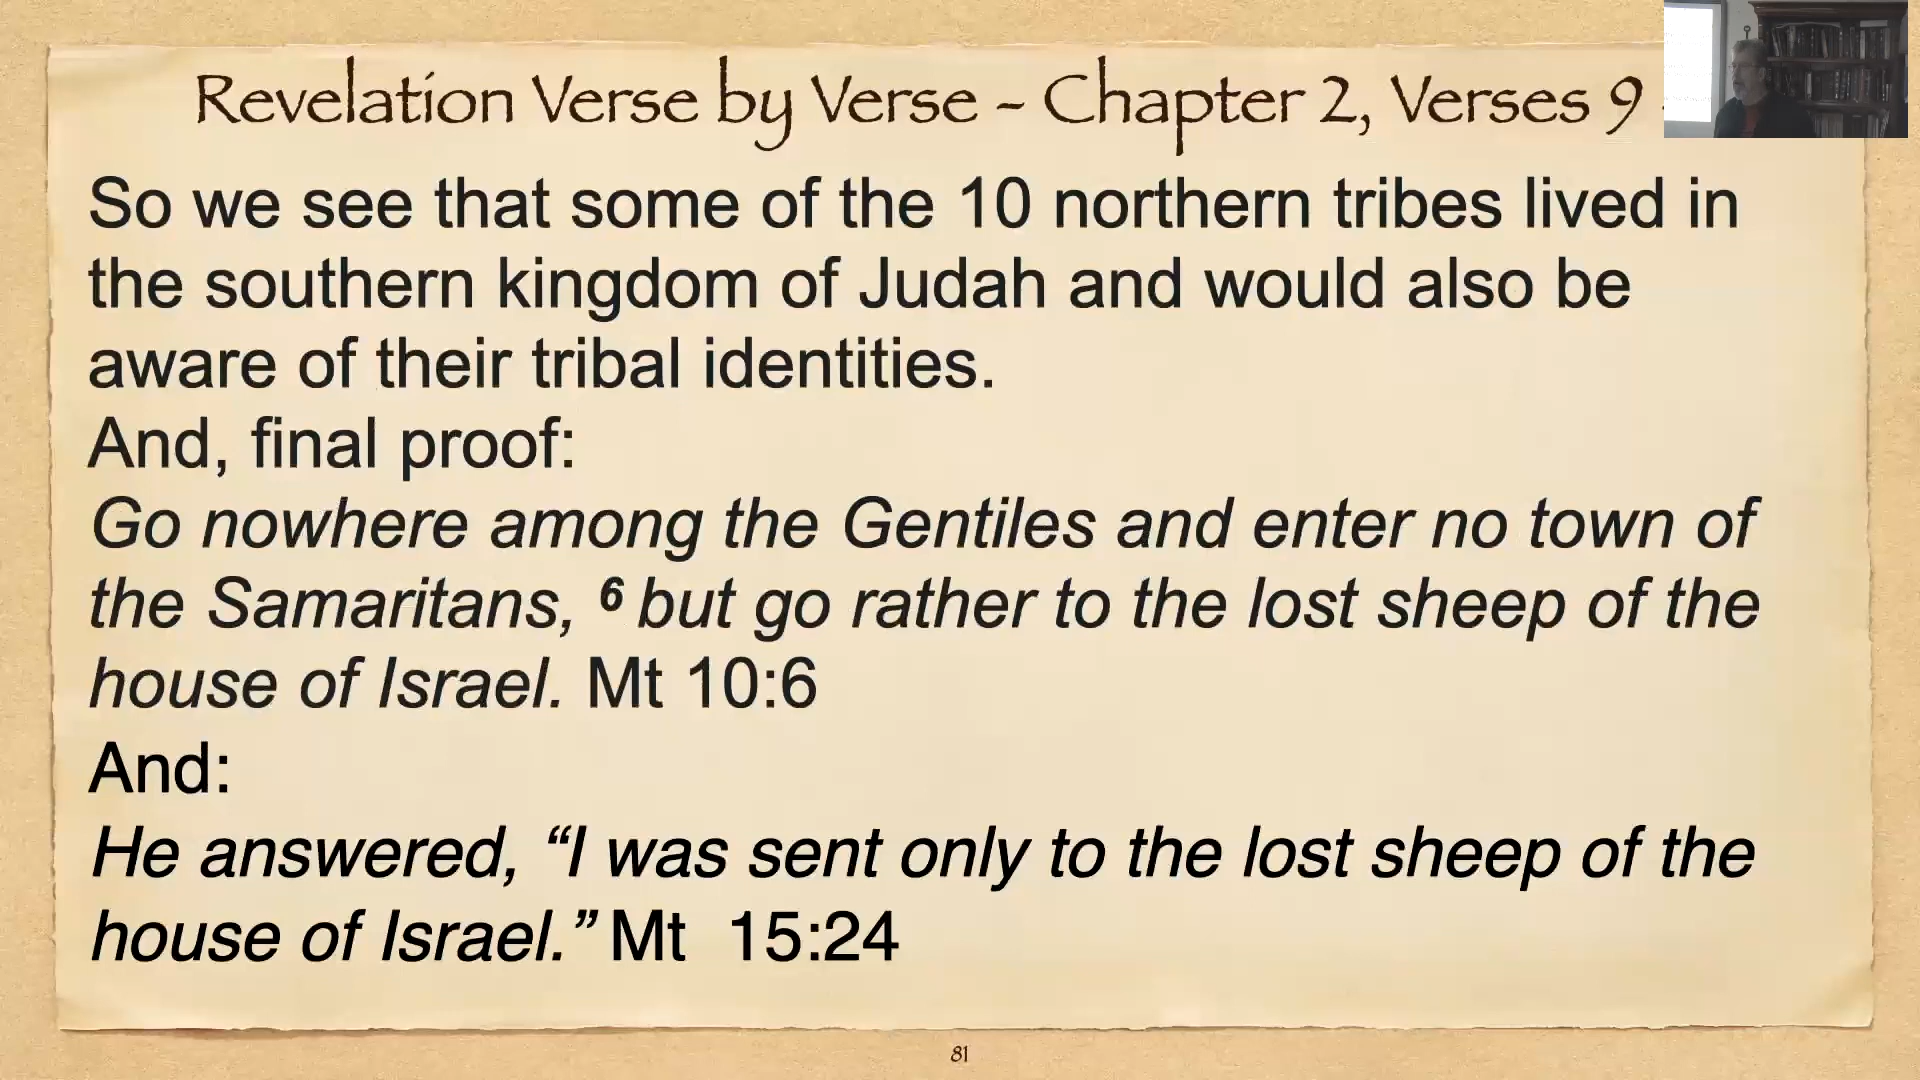 Revelation Verse by Verse - Chapter 2, Verses 9
So we see that some of the 10 northern tribes lived in
the southern kingdom of Judah and would also be
aware of their tribal identities.
And, final proof:
Go nowhere among the Gentiles and enter no town of
the Samaritans, 6 but go rather to the lost sheep of the
house of Israel. Mt 10:6
And:
He answered, “I was sent only to the lost sheep of the
house of Israel.” Mt  15:24
81